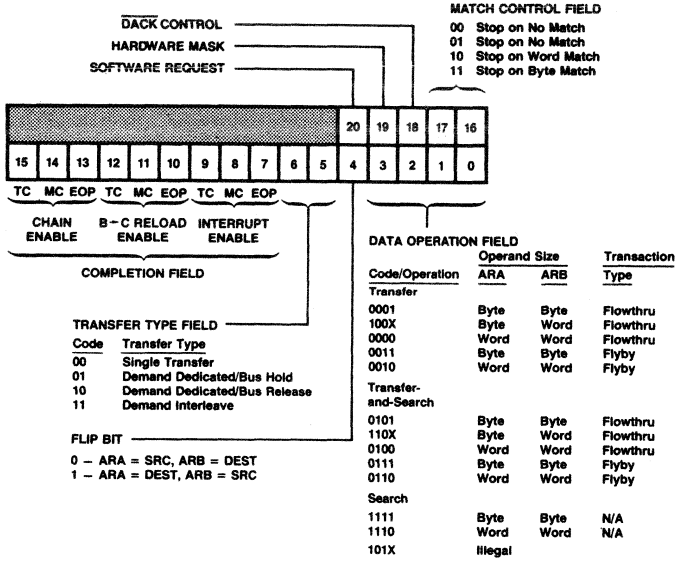 MATCH CONTROL FIELD
00 Stop on No Match
01 Stop on No Match
10 Stop on Word Match
11 Stop on Byte Match
DACK CONTROL
HARDWARE MASK
SOFTWARE REQUEST
20 19 18 17 16
15 14 13 12 11 10 9 8 7 6 5 4 3 2 1 0
TC MC EOP TC MC EOP TC MC EOP
CHAIN ENABLE
B–C RELOAD ENABLE
INTERRUPT ENABLE
COMPLETION FIELD
TRANSFER TYPE FIELD
Code Transfer Type
00 Single Transfer
01 Demand Dedicated/Bus Hold
10 Demand Dedicated/Bus Release
11 Demand Interleave
FLIP BIT
0 – ARA = SRC, ARB = DEST
1 – ARA = DEST, ARB = SRC
DATA OPERATION FIELD
Operand Size Transaction
Code/Operation ARA ARB Type
Transfer
0001 Byte Byte Flowthru
100X Byte Word Flowthru
0000 Word Word Flowthru
0011 Byte Byte Flyby
0010 Word Word Flyby
Transfer-
and-Search
0101 Byte Byte Flowthru
110X Byte Word Flowthru
0100 Word Word Flowthru
0111 Byte Byte Flyby
0110 Word Word Flyby
Search
1111 Byte Byte N/A
1110 Word Word N/A
101X Illegal